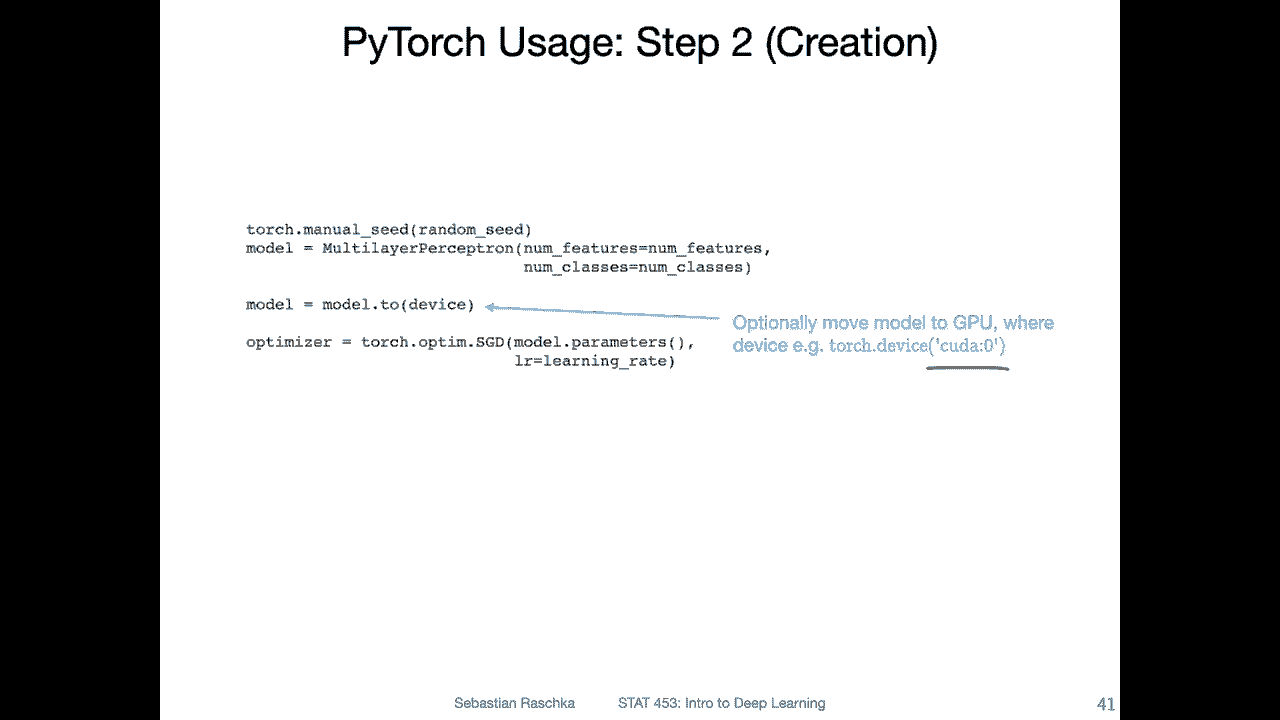 PyTorch Usage: Step 2 (Creation)
torch.manual_seed(random_seed)
model = MultilayerPerceptron(num_features=num_features,
num_classes=num_classes)
model = model.to(device)
Optionally move model to GPU, where
device e.g. torch.device('cuda:0')
optimizer = torch.optim.SGD(model.parameters(),
lr=learning_rate)
Sebastian Raschka STAT 453: Intro to Deep Learning 41